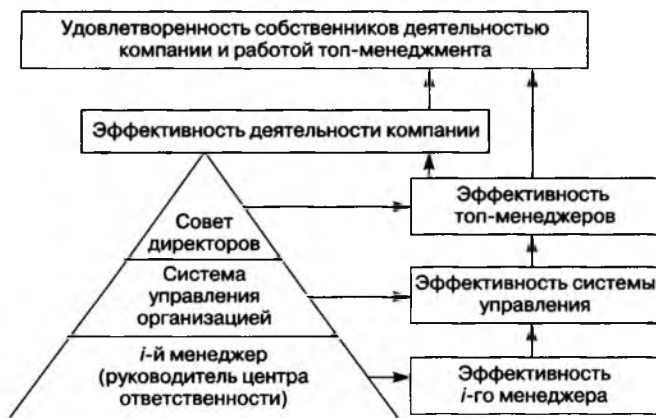 Удовлетворенность собственников деятельностью
компании и работой топ-менеджмента
Эффективность деятельности компании
Совет
директоров
Эффективность
топ-менеджеров
Система
управления
организацией
Эффективность системы
управления
i-й менеджер
(руководитель центра
ответственности)
Эффективность
i-го менеджера